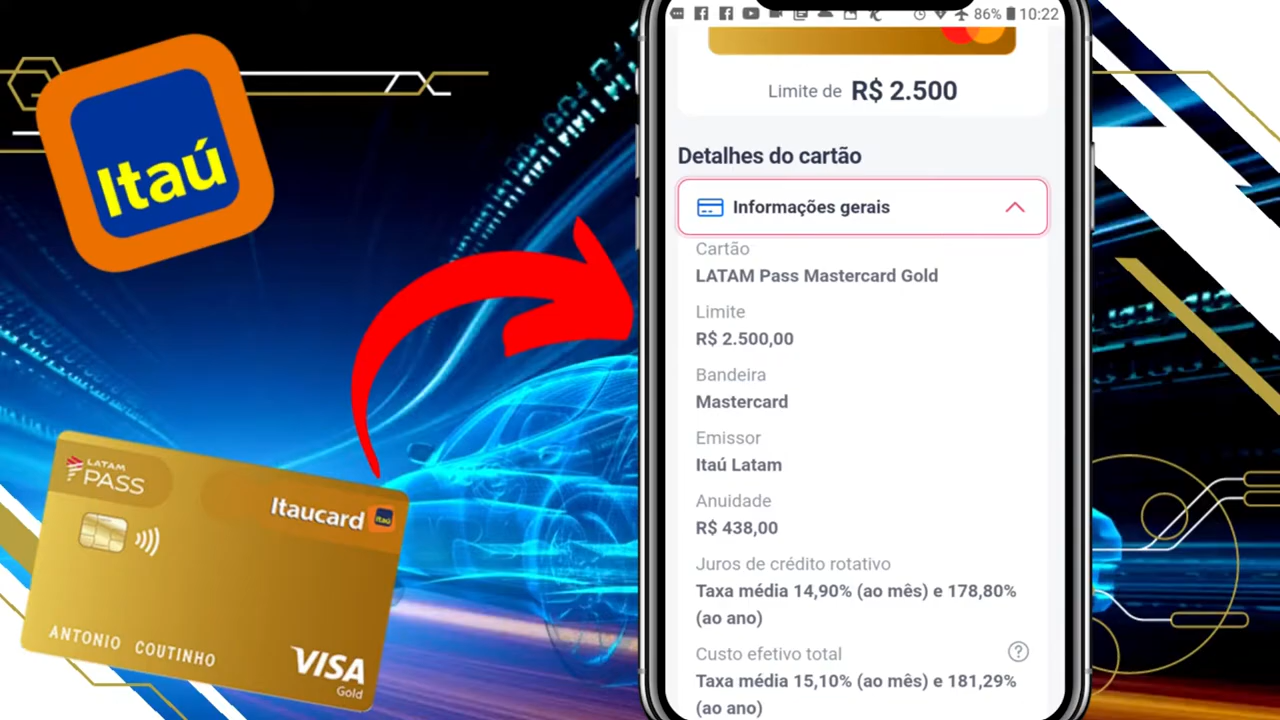 Itaú
LATAM
PASS
Itaucard
Itaú
ANTONIO COUTINHO
VISA
Gold
86%
10:22
Limite de R$ 2.500
Detalhes do cartão
Informações gerais
Cartão
LATAM Pass Mastercard Gold
Limite
R$ 2.500,00
Bandeira
Mastercard
Emissor
Itaú Latam
Anuidade
R$ 438,00
Juros de crédito rotativo
Taxa média 14,90% (ao mês) e 178,80%
(ao ano)
Custo efetivo total
?
Taxa média 15,10% (ao mês) e 181,29%
(ao ano)